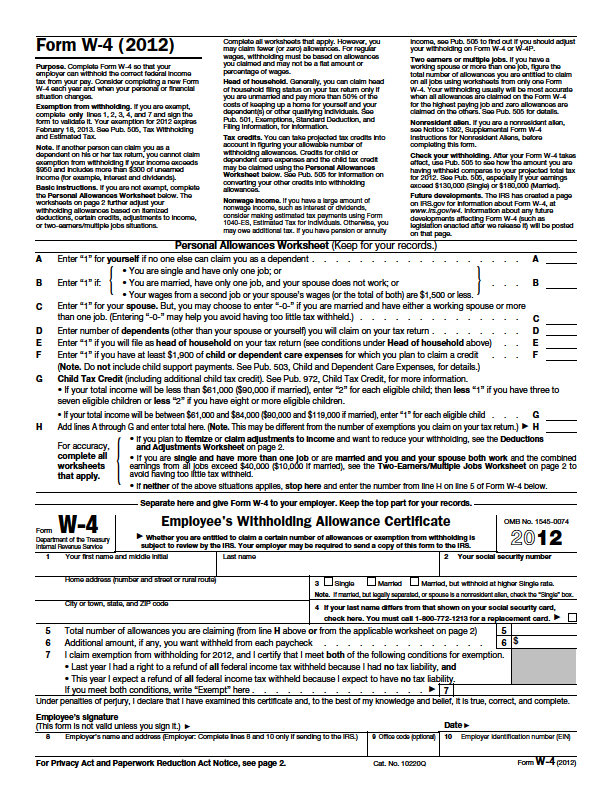 Form W-4 (2012)
Purpose. Complete Form W-4 so that your
employer can withhold the correct federal income
tax from your pay. Consider completing a new Form
W-4 each year and when your personal or financial
situation changes.
Exemption from withholding. If you are exempt,
complete only lines 1, 2, 3, 4, and 7 and sign the
form to validate it. Your exemption for 2012 expires
February 18, 2013. See Pub. 505, Tax Withholding
and Estimated Tax.
Note. If another person can claim you as a
dependent on his or her tax return, you cannot claim
exemption from withholding if your income exceeds
$950 and includes more than $300 of unearned
income (for example, interest and dividends).
Basic instructions. If you are not exempt, complete
the Personal Allowances Worksheet below. The
worksheets on page 2 further adjust your
withholding allowances based on itemized
deductions, certain credits, adjustments to income,
or two-earners/multiple jobs situations.
Complete all worksheets that apply. However, you
may claim fewer (or zero) allowances. For regular
wages, withholding must be based on allowances
you claimed and may not be a flat amount or
percentage of wages.
Head of household. Generally, you can claim head
of household filing status on your tax return only if
you are unmarried and pay more than 50% of the
costs of keeping up a home for yourself and your
dependent(s) or other qualifying individuals. See
Pub. 501, Exemptions, Standard Deduction, and
Filing Information, for information.
Tax credits. You can take projected tax credits into
account in figuring your allowable number of
withholding allowances. Credits for child or
dependent care expenses and the child tax credit
may be claimed using the Personal Allowances
Worksheet below. See Pub. 505 for information on
converting your other credits into withholding
allowances.
Nonwage income. If you have a large amount of
nonwage income, such as interest or dividends,
consider making estimated tax payments using Form
1040-ES, Estimated Tax for Individuals. Otherwise, you
may owe additional tax. If you have pension or annuity
income, see Pub. 505 to find out if you should adjust
your withholding on Form W-4 or W-4P.
Two earners or multiple jobs. If you have a
working spouse or more than one job, figure the
total number of allowances you are entitled to claim
on all jobs using worksheets from only one Form
W-4. Your withholding usually will be most accurate
when all allowances are claimed on the Form W-4
for the highest paying job and zero allowances are
claimed on the others. See Pub. 505 for details.
Nonresident alien. If you are a nonresident alien,
see Notice 1392, Supplemental Form W-4
Instructions for Nonresident Aliens, before
completing this form.
Check your withholding. After your Form W-4 takes
effect, use Pub. 505 to see how the amount you are
having withheld compares to your projected total tax
for 2012. See Pub. 505, especially if your earnings
exceed $130,000 (Single) or $180,000 (Married).
Future developments. The IRS has created a page
on IRS.gov for information about Form W-4, at
www.irs.gov/w4. Information about any future
developments affecting Form W-4 (such as
legislation enacted after we release it) will be posted
on that page.
Personal Allowances Worksheet (Keep for your records.)
A Enter “1” for yourself if no one else can claim you as a dependent . . . . . . . . . . . . . . . . A
• You are single and have only one job; or
B Enter “1” if: { • You are married, have only one job, and your spouse does not work; or } . . . B
• Your wages from a second job or your spouse’s wages (or the total of both) are $1,500 or less.
C Enter “1” for your spouse. But, you may choose to enter “-0-” if you are married and have either a working spouse or more
than one job. (Entering “-0-” may help you avoid having too little tax withheld.) . . . . . . . . . . . . . . C
D Enter number of dependents (other than your spouse or yourself) you will claim on your tax return . . . . . . . . D
E Enter “1” if you will file as head of household on your tax return (see conditions under Head of household above) . . E
F Enter “1” if you have at least $1,900 of child or dependent care expenses for which you plan to claim a credit . . . F
(Note. Do not include child support payments. See Pub. 503, Child and Dependent Care Expenses, for details.)
G Child Tax Credit (including additional child tax credit). See Pub. 972, Child Tax Credit, for more information.
• If your total income will be less than $61,000 ($90,000 if married), enter “2” for each eligible child; then less “1” if you have three to
seven eligible children or less “2” if you have eight or more eligible children.
• If your total income will be between $61,000 and $84,000 ($90,000 and $119,000 if married), enter “1” for each eligible child . . . G
H Add lines A through G and enter total here. (Note. This may be different from the number of exemptions you claim on your tax return.) ▶ H
For accuracy,
complete all
worksheets
that apply.
• If you plan to itemize or claim adjustments to income and want to reduce your withholding, see the Deductions
and Adjustments Worksheet on page 2.
• If you are single and have more than one job or are married and you and your spouse both work and the combined
earnings from all jobs exceed $40,000 ($10,000 if married), see the Two-Earners/Multiple Jobs Worksheet on page 2 to
avoid having too little tax withheld.
• If neither of the above situations applies, stop here and enter the number from line H on line 5 of Form W-4 below.
Separate here and give Form W-4 to your employer. Keep the top part for your records.
Form W-4
Department of the Treasury
Internal Revenue Service
Employee’s Withholding Allowance Certificate
▶ Whether you are entitled to claim a certain number of allowances or exemption from withholding is
subject to review by the IRS. Your employer may be required to send a copy of this form to the IRS.
OMB No. 1545-0074
2012
1 Your first name and middle initial
Last name
2 Your social security number
Home address (number and street or rural route)
3 Single Married Married, but withhold at higher Single rate.
Note. If married, but legally separated, or spouse is a nonresident alien, check the “Single” box.
City or town, state, and ZIP code
4 If your last name differs from that shown on your social security card,
check here. You must call 1-800-772-1213 for a replacement card. ▶
5 Total number of allowances you are claiming (from line H above or from the applicable worksheet on page 2) 5
6 Additional amount, if any, you want withheld from each paycheck . . . . . . . . . . . . . . 6 $
7 I claim exemption from withholding for 2012, and I certify that I meet both of the following conditions for exemption.
• Last year I had a right to a refund of all federal income tax withheld because I had no tax liability, and
• This year I expect a refund of all federal income tax withheld because I expect to have no tax liability.
If you meet both conditions, write “Exempt” here . . . . . . . . . . . . . . . ▶ 7
Under penalties of perjury, I declare that I have examined this certificate and, to the best of my knowledge and belief, it is true, correct, and complete.
Employee’s signature
(This form is not valid unless you sign it.) ▶
Date ▶
8 Employer’s name and address (Employer: Complete lines 8 and 10 only if sending to the IRS.)
9 Office code (optional)
10 Employer identification number (EIN)
For Privacy Act and Paperwork Reduction Act Notice, see page 2.
Cat. No. 10220Q
Form W-4 (2012)